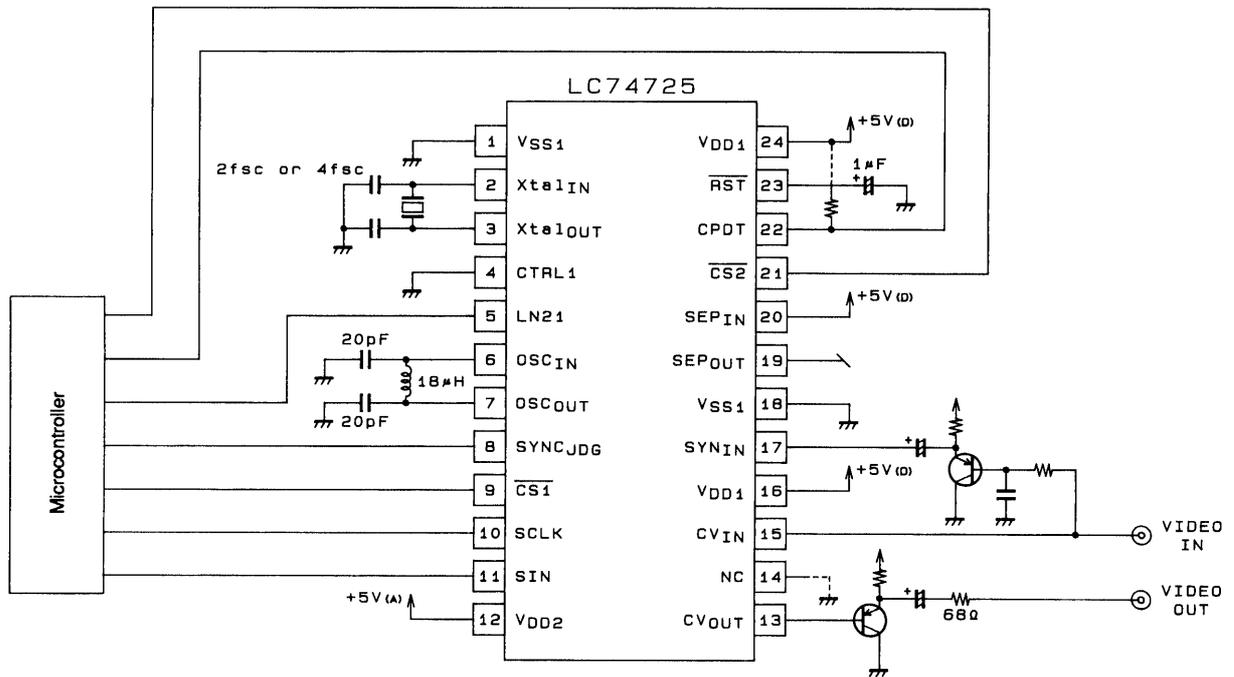 LC74725
2fsc or 4fsc
1 VSS1
2 XtalIN
3 XtalOUT
4 CTRL1
5 LN21
6 OSCIN
7 OSCOUT
8 SYNCJDG
9 CS1
10 SCLK
11 SIN
12 VDD2
VDD1 24
RST 23
CPDT 22
CS2 21
SEPIN 20
SEPOUT 19
VSS1 18
SYNIN 17
VDD1 16
CVIN 15
NC 14
CVOUT 13
+5V(D)
1μF
+
+5V(D)
+
+5V(D)
+
68Ω
VIDEO
IN
VIDEO
OUT
20pF
18μH
20pF
+5V(A)
Microcontroller